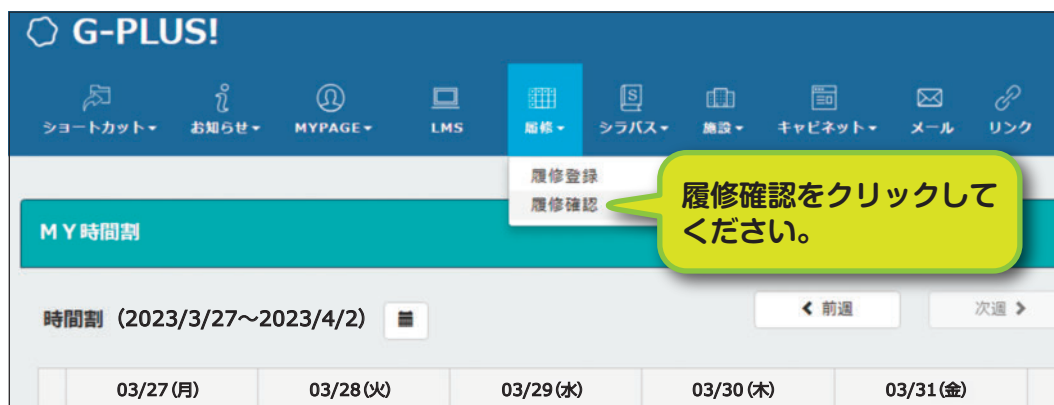 G-PLUS!
ショートカット▾ お知らせ▾ MYPAGE▾ LMS 履修▾ シラバス▾ 施設▾ キャビネット▾ メール リンク
履修登録
履修確認
履修確認をクリックして
ください。
MY時間割
時間割（2023/3/27～2023/4/2）
前週 次週
03/27(月) 03/28(火) 03/29(水) 03/30(木) 03/31(金)